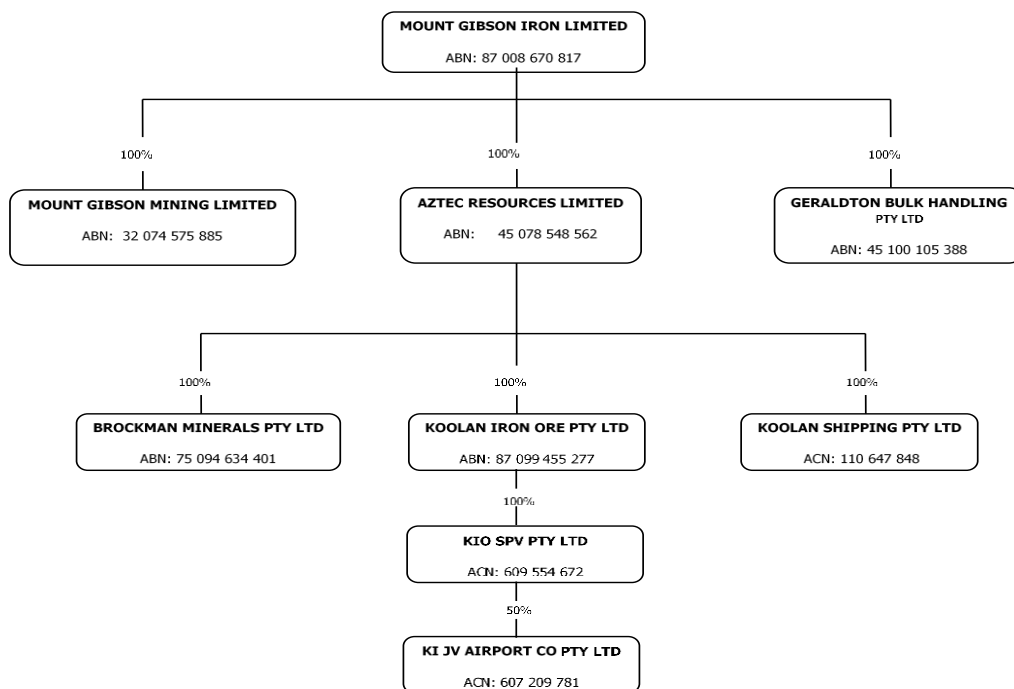 MOUNT GIBSON IRON LIMITED
ABN: 87 008 670 817
100%
100%
100%
MOUNT GIBSON MINING LIMITED
ABN: 32 074 575 885
AZTEC RESOURCES LIMITED
ABN: 45 078 548 562
GERALDTON BULK HANDLING
PTY LTD
ABN: 45 100 105 388
100%
100%
100%
BROCKMAN MINERALS PTY LTD
ABN: 75 094 634 401
KOOLAN IRON ORE PTY LTD
ABN: 87 099 455 277
KOOLAN SHIPPING PTY LTD
ACN: 110 647 848
100%
KIO SPV PTY LTD
ACN: 609 554 672
50%
KI JV AIRPORT CO PTY LTD
ACN: 607 209 781